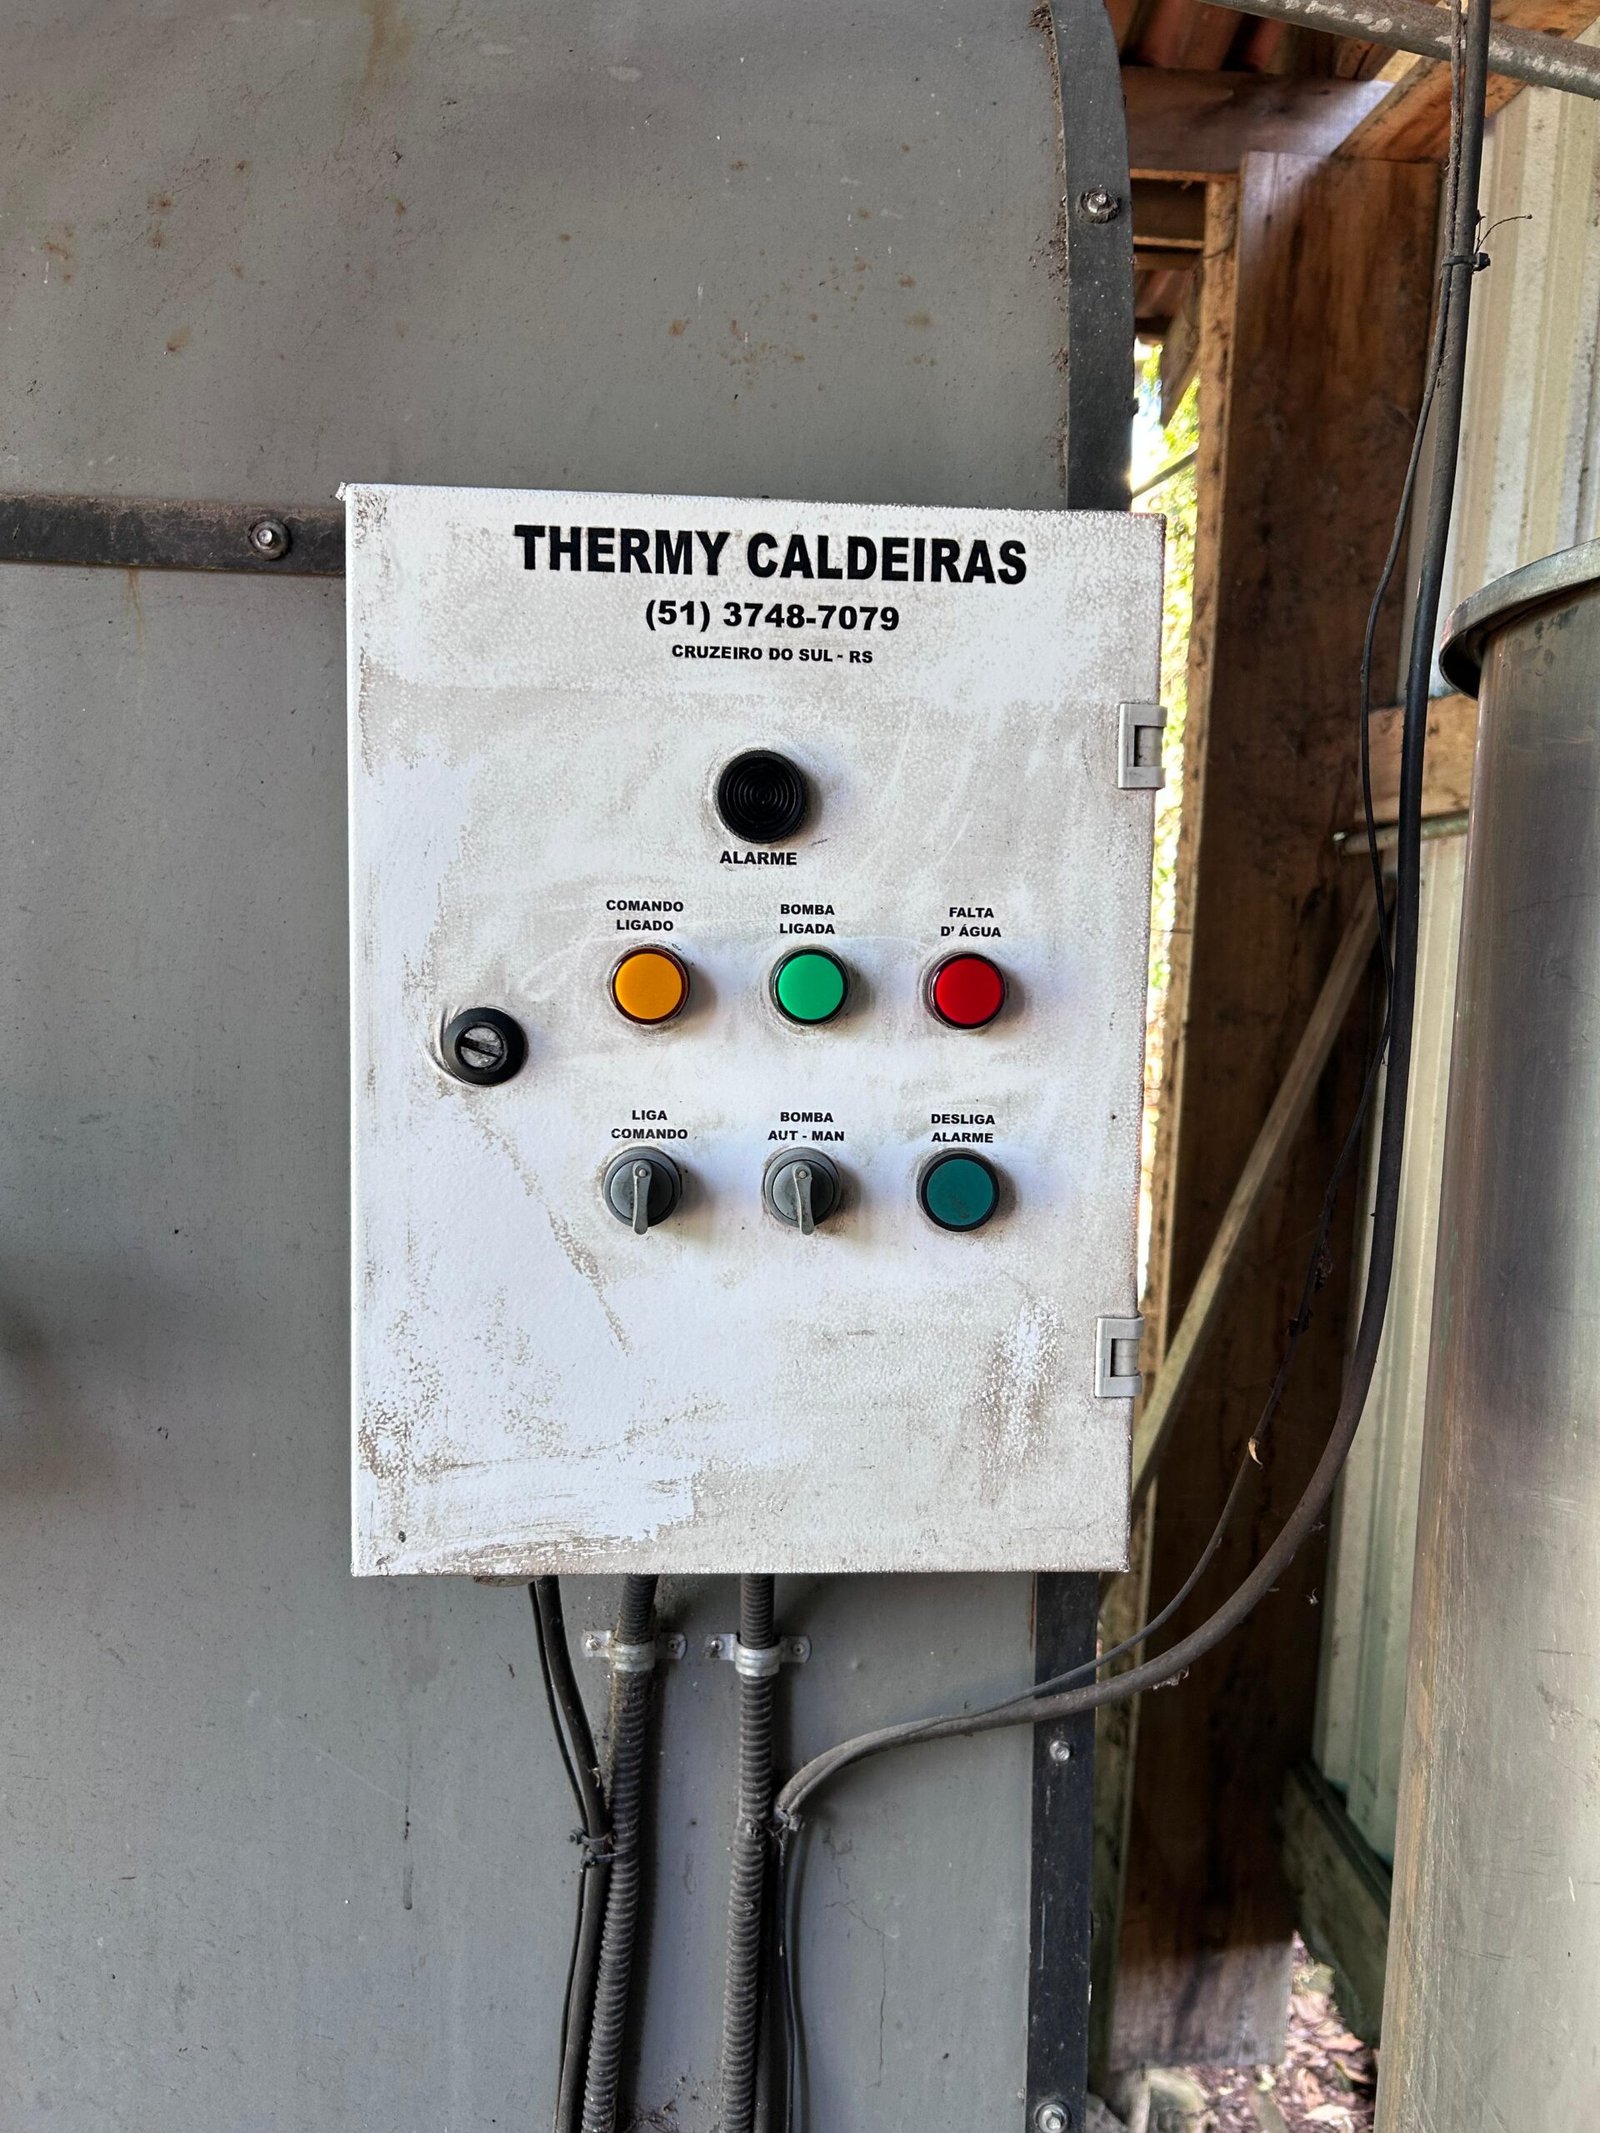 THERMY CALDEIRAS
(51) 3748-7079
CRUZEIRO DO SUL - RS
ALARME
COMANDO
LIGADO
BOMBA
LIGADA
FALTA
D' ÁGUA
LIGA
COMANDO
BOMBA
AUT - MAN
DESLIGA
ALARME